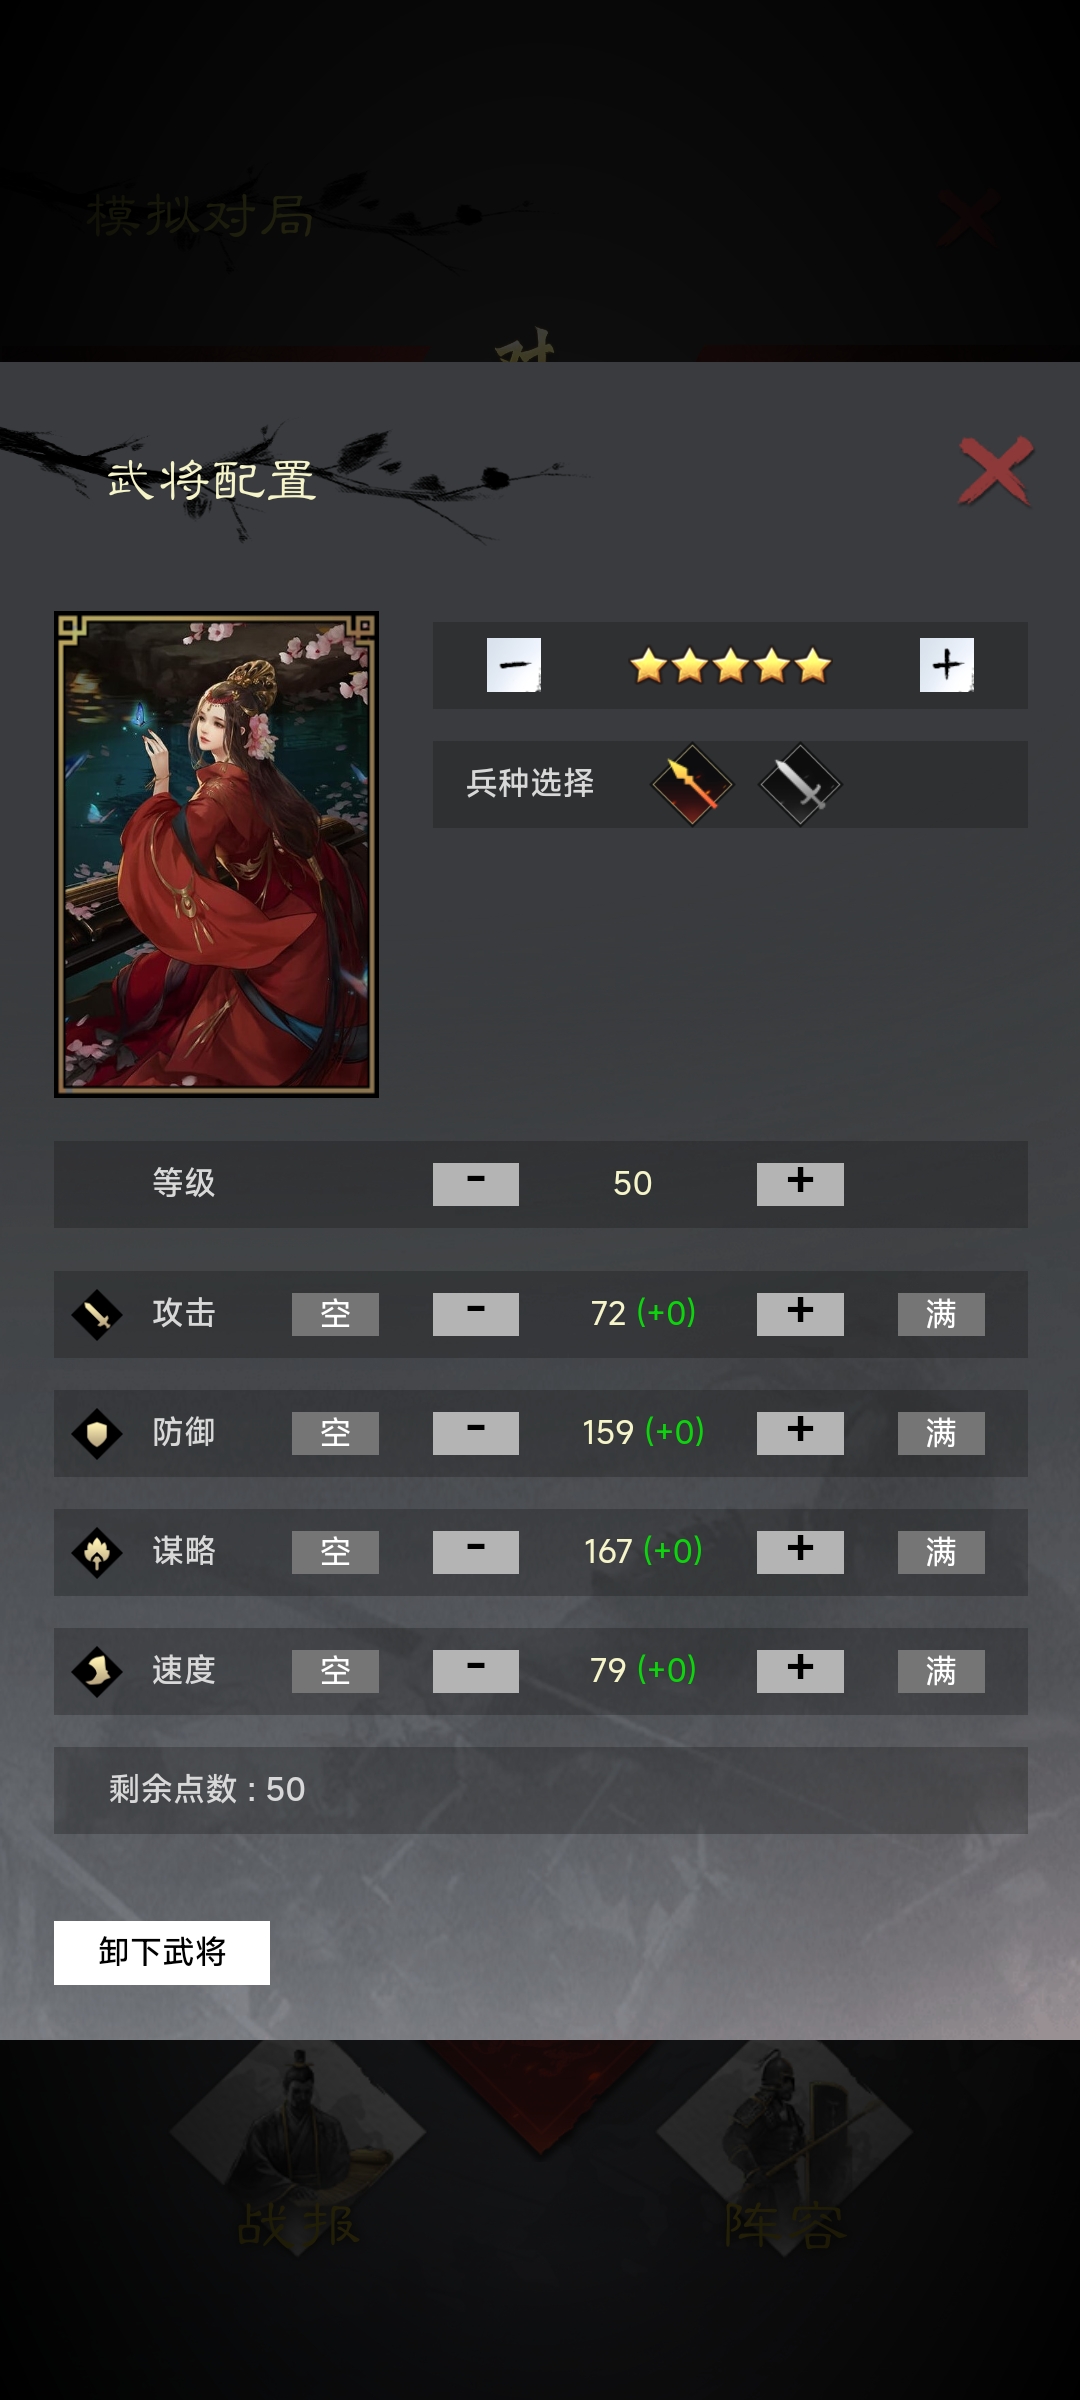 模拟对局
对
武将配置
兵种选择
等级 - 50 +
攻击 空 - 72 (+0) + 满
防御 空 - 159 (+0) + 满
谋略 空 - 167 (+0) + 满
速度 空 - 79 (+0) + 满
剩余点数 : 50
卸下武将
战报 阵容